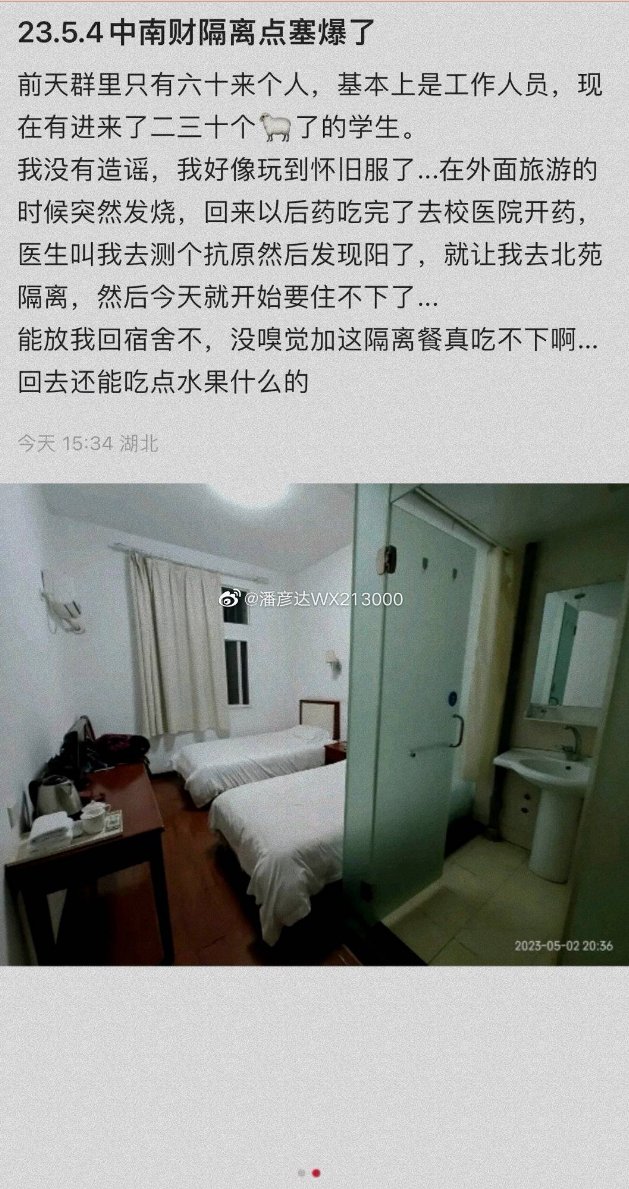 23.5.4中南财隔离点塞爆了
前天群里只有六十来个人，基本上是工作人员，现
在有进来了二三十个🐑了的学生。
我没有造谣，我好像玩到怀旧服了...在外面旅游的
时候突然发烧，回来以后药吃完了去校医院开药，
医生叫我去测个抗原然后发现阳了，就让我去北苑
隔离，然后今天就开始要住不下了...
能放我回宿舍不，没嗅觉加这隔离餐真吃不下啊...
回去还能吃点水果什么的
今天 15:34 湖北
@潘彦达WX213000
2023-05-02 20:36